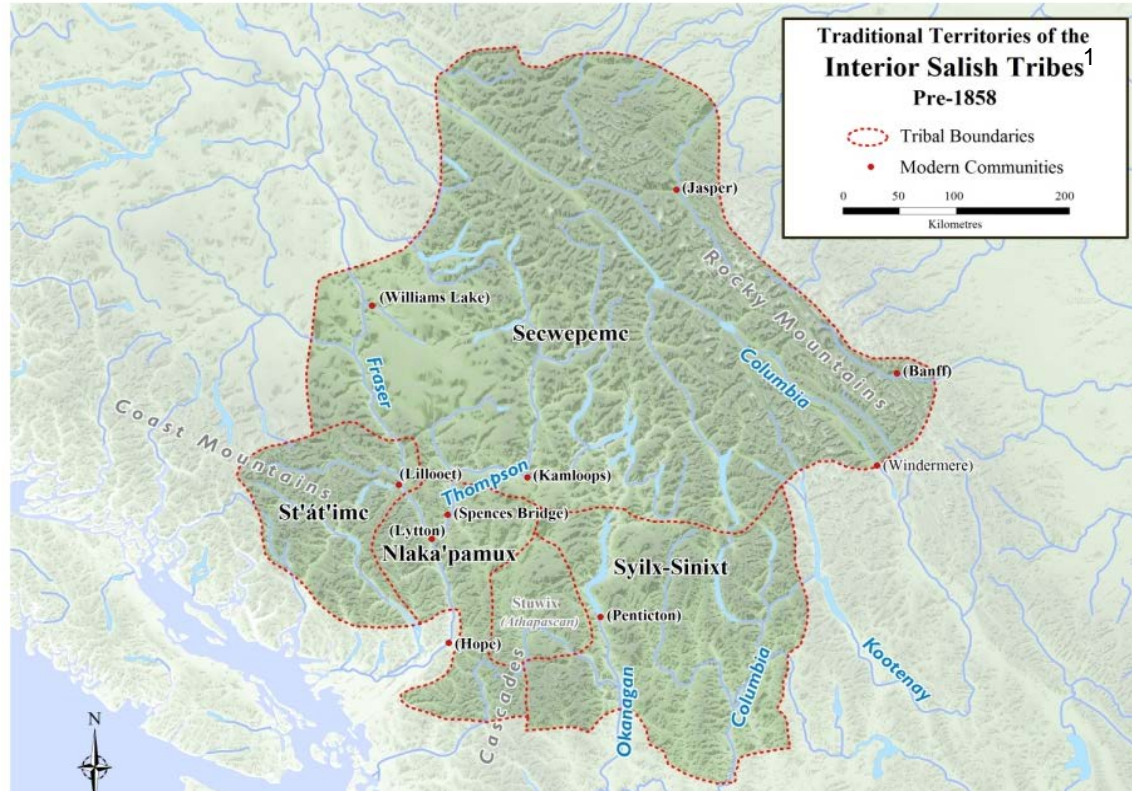 Traditional Territories of the
Interior Salish Tribes1
Pre-1858
Tribal Boundaries
Modern Communities
0 50 100 200
Kilometres
(Jasper)
Rocky Mountains
(Williams Lake)
Secwepemc
Fraser
Columbia
(Banff)
Coast Mountains
(Windermere)
(Lillooet)
Thompson
(Kamloops)
St'át'imc
(Spences Bridge)
(Lytton)
Nlaka'pamux
Syilx-Sinixt
Stuwix
(Athapascan)
(Penticton)
(Hope)
Kootenay
Cascades
Okanagan
Columbia
N